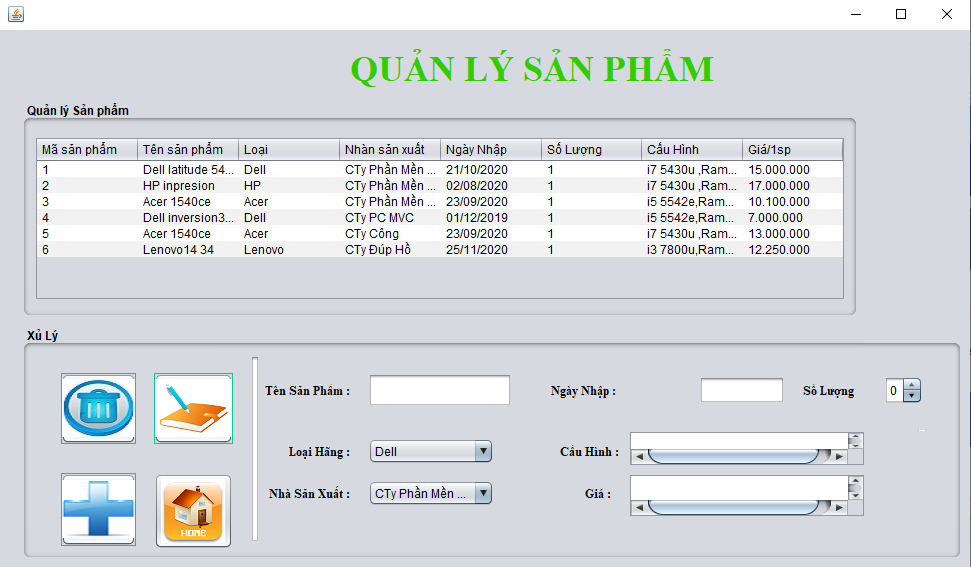 QUẢN LÝ SẢN PHẨM
Quản lý Sản phẩm
Mã sản phẩm Tên sản phẩm Loại Nhàn sản xuất Ngày Nhập Số Lượng Cấu Hình Giá/1sp
1 Dell latitude 54... Dell CTy Phần Mền ... 21/10/2020 1 i7 5430u ,Ram... 15.000.000
2 HP inpresion HP CTy Phần Mền ... 02/08/2020 1 i7 5430u ,Ram... 17.000.000
3 Acer 1540ce Acer CTy Phần Mền ... 23/09/2020 1 i5 5542e,Ram... 10.100.000
4 Dell inversion3... Dell CTy PC MVC 01/12/2019 1 i5 5542e,Ram... 7.000.000
5 Acer 1540ce Acer CTy Công 23/09/2020 1 i7 5430u ,Ram... 13.000.000
6 Lenovo14 34 Lenovo CTy Đúp Hồ 25/11/2020 1 i3 7800u,Ram... 12.250.000
Xủ Lý
Tên Sản Phám : Ngày Nhập : Số Lượng 0
Loại Hãng : Dell Cấu Hình :
Nhà Sản Xuất : CTy Phần Mền ... Giá :
HOME